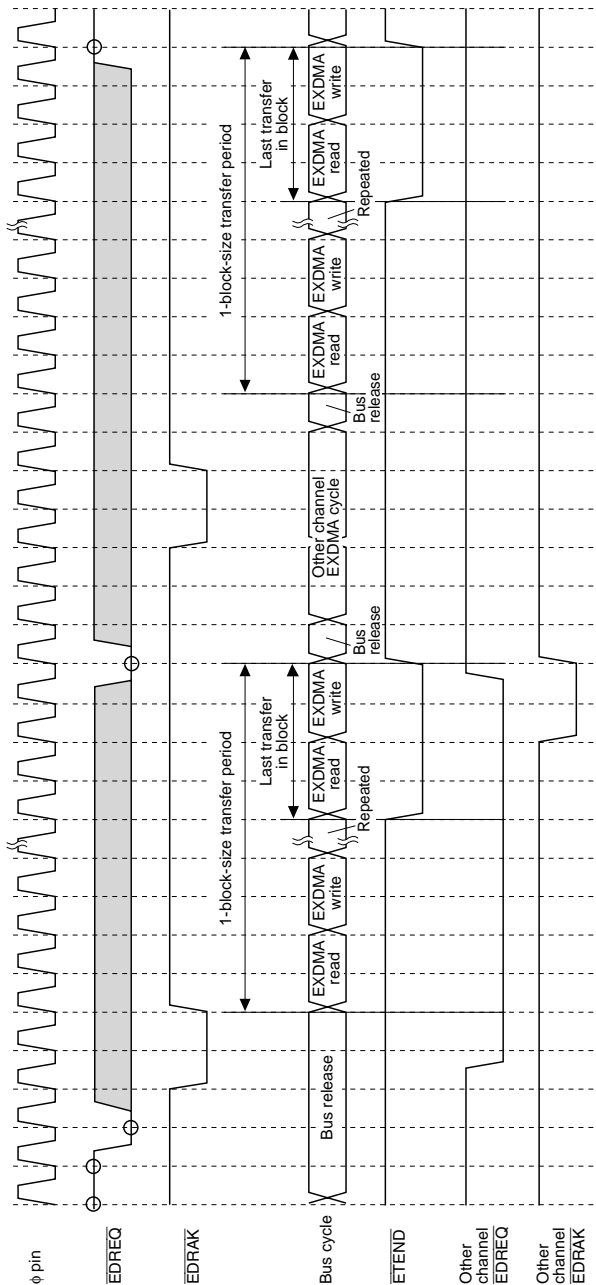 φ pin
EDREQ
EDRAK
1-block-size transfer period
1-block-size transfer period
Last transfer
in block
Last transfer
in block
Bus cycle
Bus release
EXDMA
read
EXDMA
write
Repeated
EXDMA
read
EXDMA
write
Bus
release
Other channel
EXDMA cycle
Bus
release
EXDMA
read
EXDMA
write
Repeated
EXDMA
read
EXDMA
write
ETEND
Other
channel
EDREQ
Other
channel
EDRAK